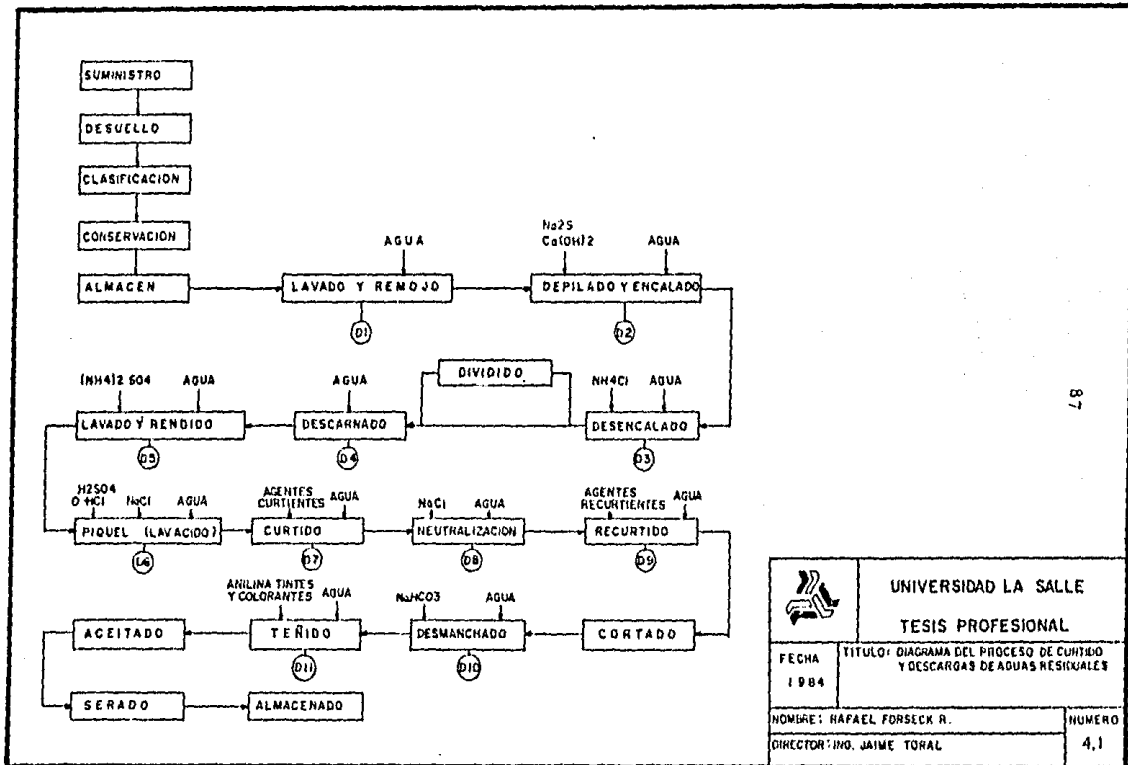 SUMINISTRO
DESUELLO
CLASIFICACION
CONSERVACION
ALMACEN
AGUA
LAVADO Y REMOJO
D1
Na2S
Ca(OH)2
AGUA
DEPILADO Y ENCALADO
D2
DIVIDIDO
NH4Cl
AGUA
DESENCALADO
D3
AGUA
DESCARNADO
D4
(NH4)2 SO4
AGUA
LAVADO Y RENDIDO
D5
H2SO4
O HCl
NaCl
AGUA
PIQUEL (LAV ACIDO)
D6
AGENTES
CURTIENTES
AGUA
CURTIDO
D7
NaCl
AGUA
NEUTRALIZACION
D8
AGENTES
RECURTIENTES
AGUA
RECURTIDO
D9
CORTADO
NaHCO3
AGUA
DESMANCHADO
D10
ANILINA TINTES
Y COLORANTES
AGUA
TEÑIDO
D11
ACEITADO
SERADO
ALMACENADO
87
UNIVERSIDAD LA SALLE
TESIS PROFESIONAL
FECHA
1984
TITULO: DIAGRAMA DEL PROCESO DE CURTIDO
Y DESCARGAS DE AGUAS RESIDUALES
NOMBRE: RAFAEL FORSECK R.
DIRECTOR: ING. JAIME TORAL
NUMERO
4.1